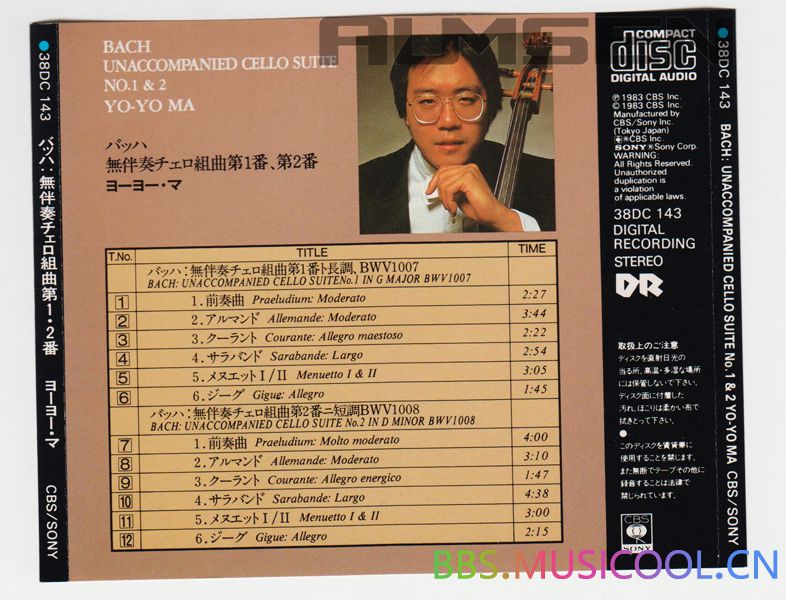 ALMS
BACH
UNACCOMPANIED CELLO SUITE
NO.1 & 2
YO-YO MA
バッハ
無伴奏チェロ組曲第1番、第2番
ヨーヨー・マ
T.No.
TITLE
TIME
バッハ:無伴奏チェロ組曲第1番ト長調、BWV1007
BACH: UNACCOMPANIED CELLO SUITE No.1 IN G MAJOR BWV1007
1 1.前奏曲 Praeludium: Moderato 2:27
2 2.アルマンド Allemande: Moderato 3:44
3 3.クーラント Courante: Allegro maestoso 2:22
4 4.サラバンド Sarabande: Largo 2:54
5 5.メヌエットI/II Menuetto I & II 3:05
6 6.ジーグ Gigue: Allegro 1:45
バッハ:無伴奏チェロ組曲第2番ニ短調BWV1008
BACH: UNACCOMPANIED CELLO SUITE No.2 IN D MINOR BWV1008
7 1.前奏曲 Praeludium: Molto moderato 4:00
8 2.アルマンド Allemande: Moderato 3:10
9 3.クーラント Courante: Allegro energico 1:47
10 4.サラバンド Sarabande: Largo 4:38
11 5.メヌエットI/II Menuetto I & II 3:00
12 6.ジーグ Gigue: Allegro 2:15
COMPACT
disc
DIGITAL AUDIO
℗ 1983 CBS Inc.
© 1983 CBS Inc.
Manufactured by
CBS/Sony Inc.
(Tokyo Japan)
®CBS Inc.
SONY®Sony Corp.
WARNING:
All Rights Reserved.
Unauthorized
duplication is
a violation
of applicable laws.
38DC 143
DIGITAL
RECORDING
STEREO
DR
取扱上のご注意
ディスクを直射日光の
当る所、高温・多湿な場所
には保管しないで下さい。
ディスク面に付着した
汚れ、ほこりは柔かい布で
拭きとって下さい。
このディスクを賃貸業に
使用することを禁じます。
また無断でテープその他に
録音することは法律で
禁じられています。
CBS
SONY
38DC 143 バッハ:無伴奏チェロ組曲第1・2番 ヨーヨー・マ CBS/SONY
38DC 143 BACH: UNACCOMPANIED CELLO SUITE No.1 & 2 YO-YO MA CBS/SONY
BBS.MUSICOOL.CN